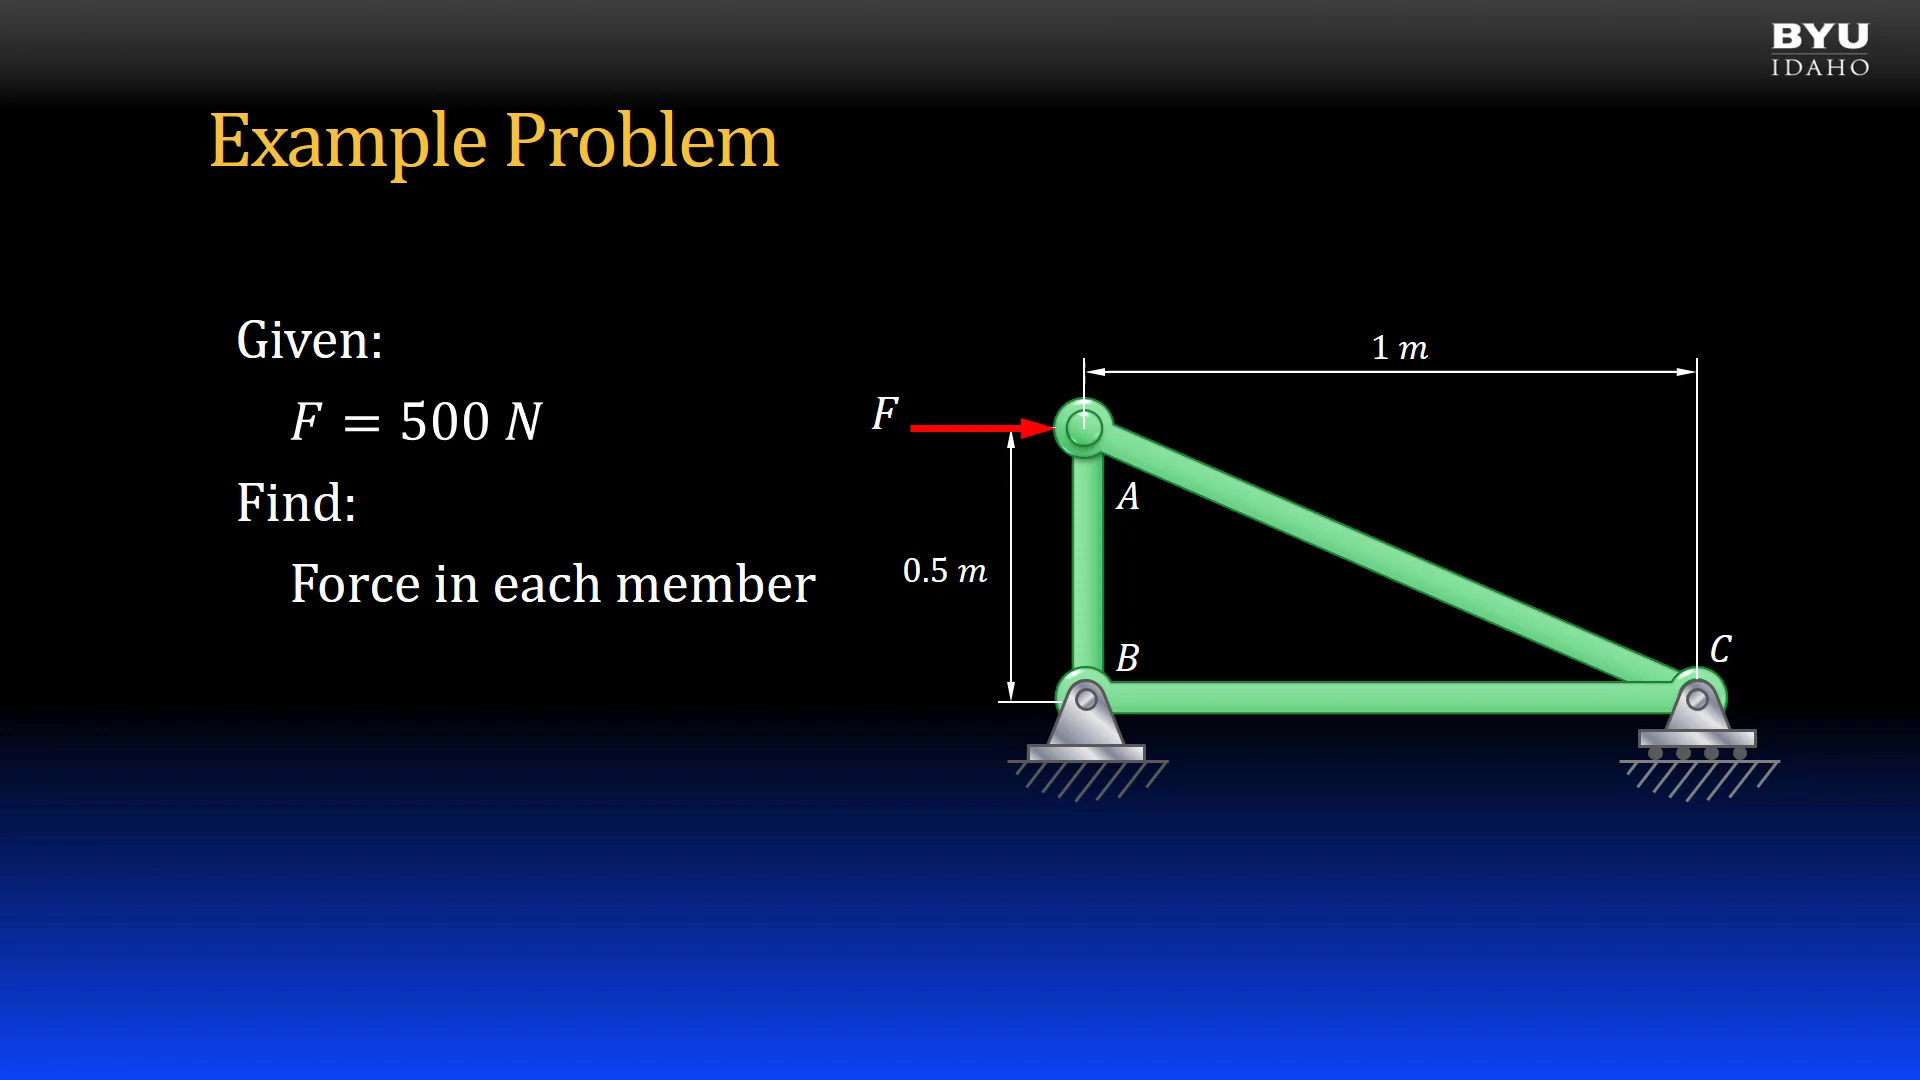 BYU
IDAHO
Example Problem
Given:
F = 500 N
Find:
Force in each member
1 m
F
A
0.5 m
B
C